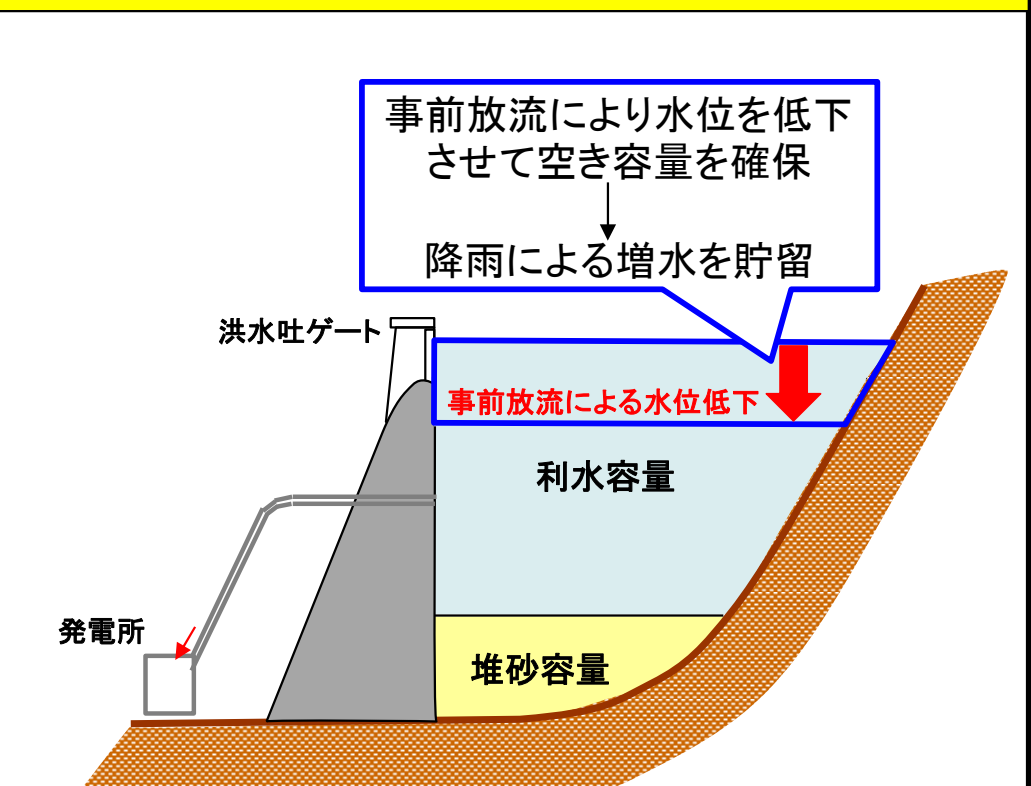 事前放流により水位を低下
させて空き容量を確保
降雨による増水を貯留
洪水吐ゲート
事前放流による水位低下
利水容量
発電所
堆砂容量